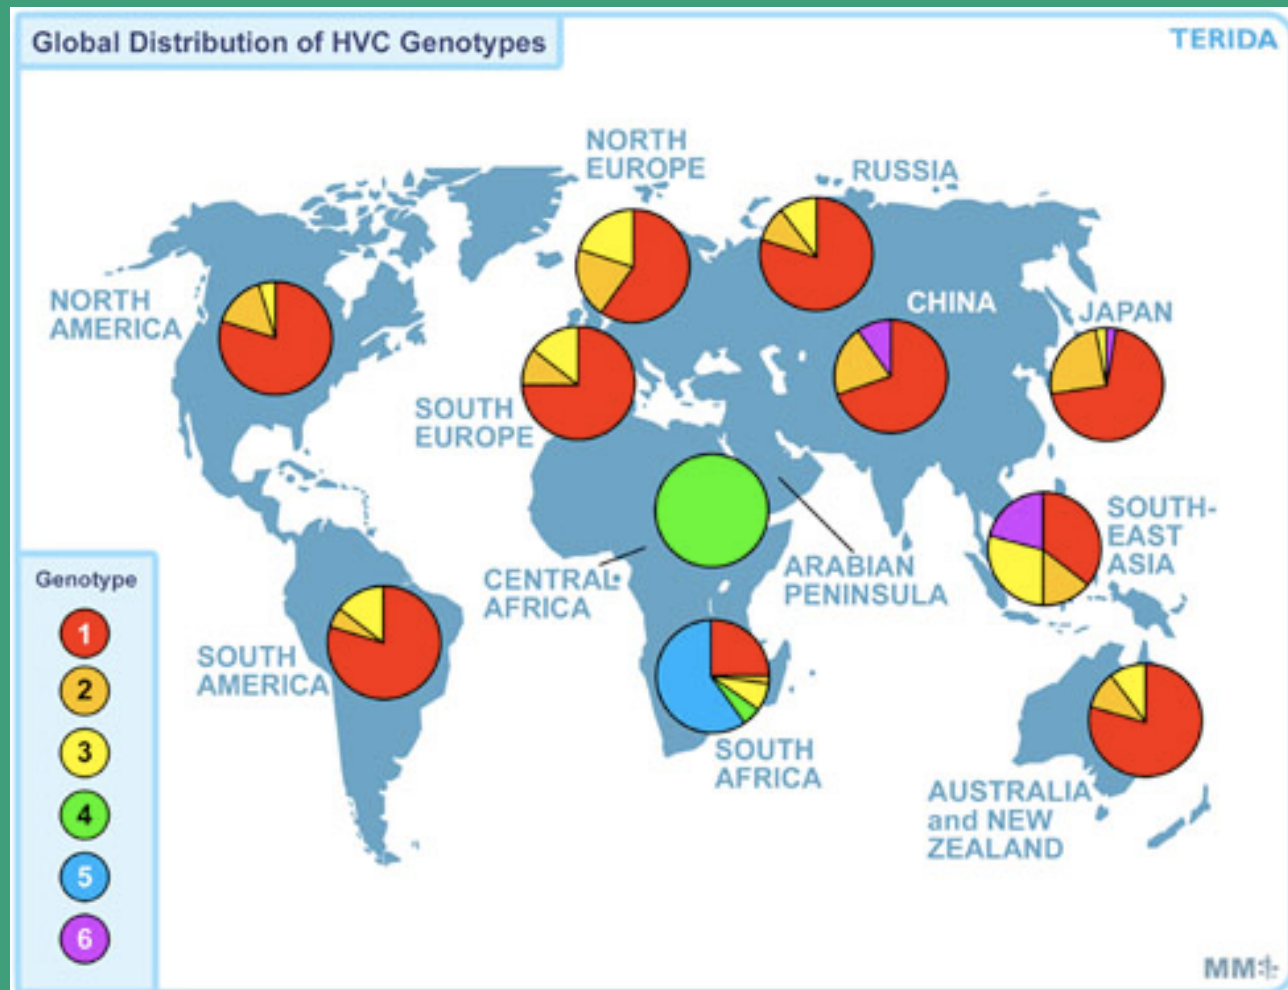 Global Distribution of HVC Genotypes
TERIDA
NORTH
EUROPE
RUSSIA
NORTH
AMERICA
CHINA
JAPAN
SOUTH
EUROPE
SOUTH-
EAST
ASIA
CENTRAL
AFRICA
ARABIAN
PENINSULA
SOUTH
AMERICA
SOUTH
AFRICA
AUSTRALIA
and NEW
ZEALAND
Genotype
1
2
3
4
5
6
MM